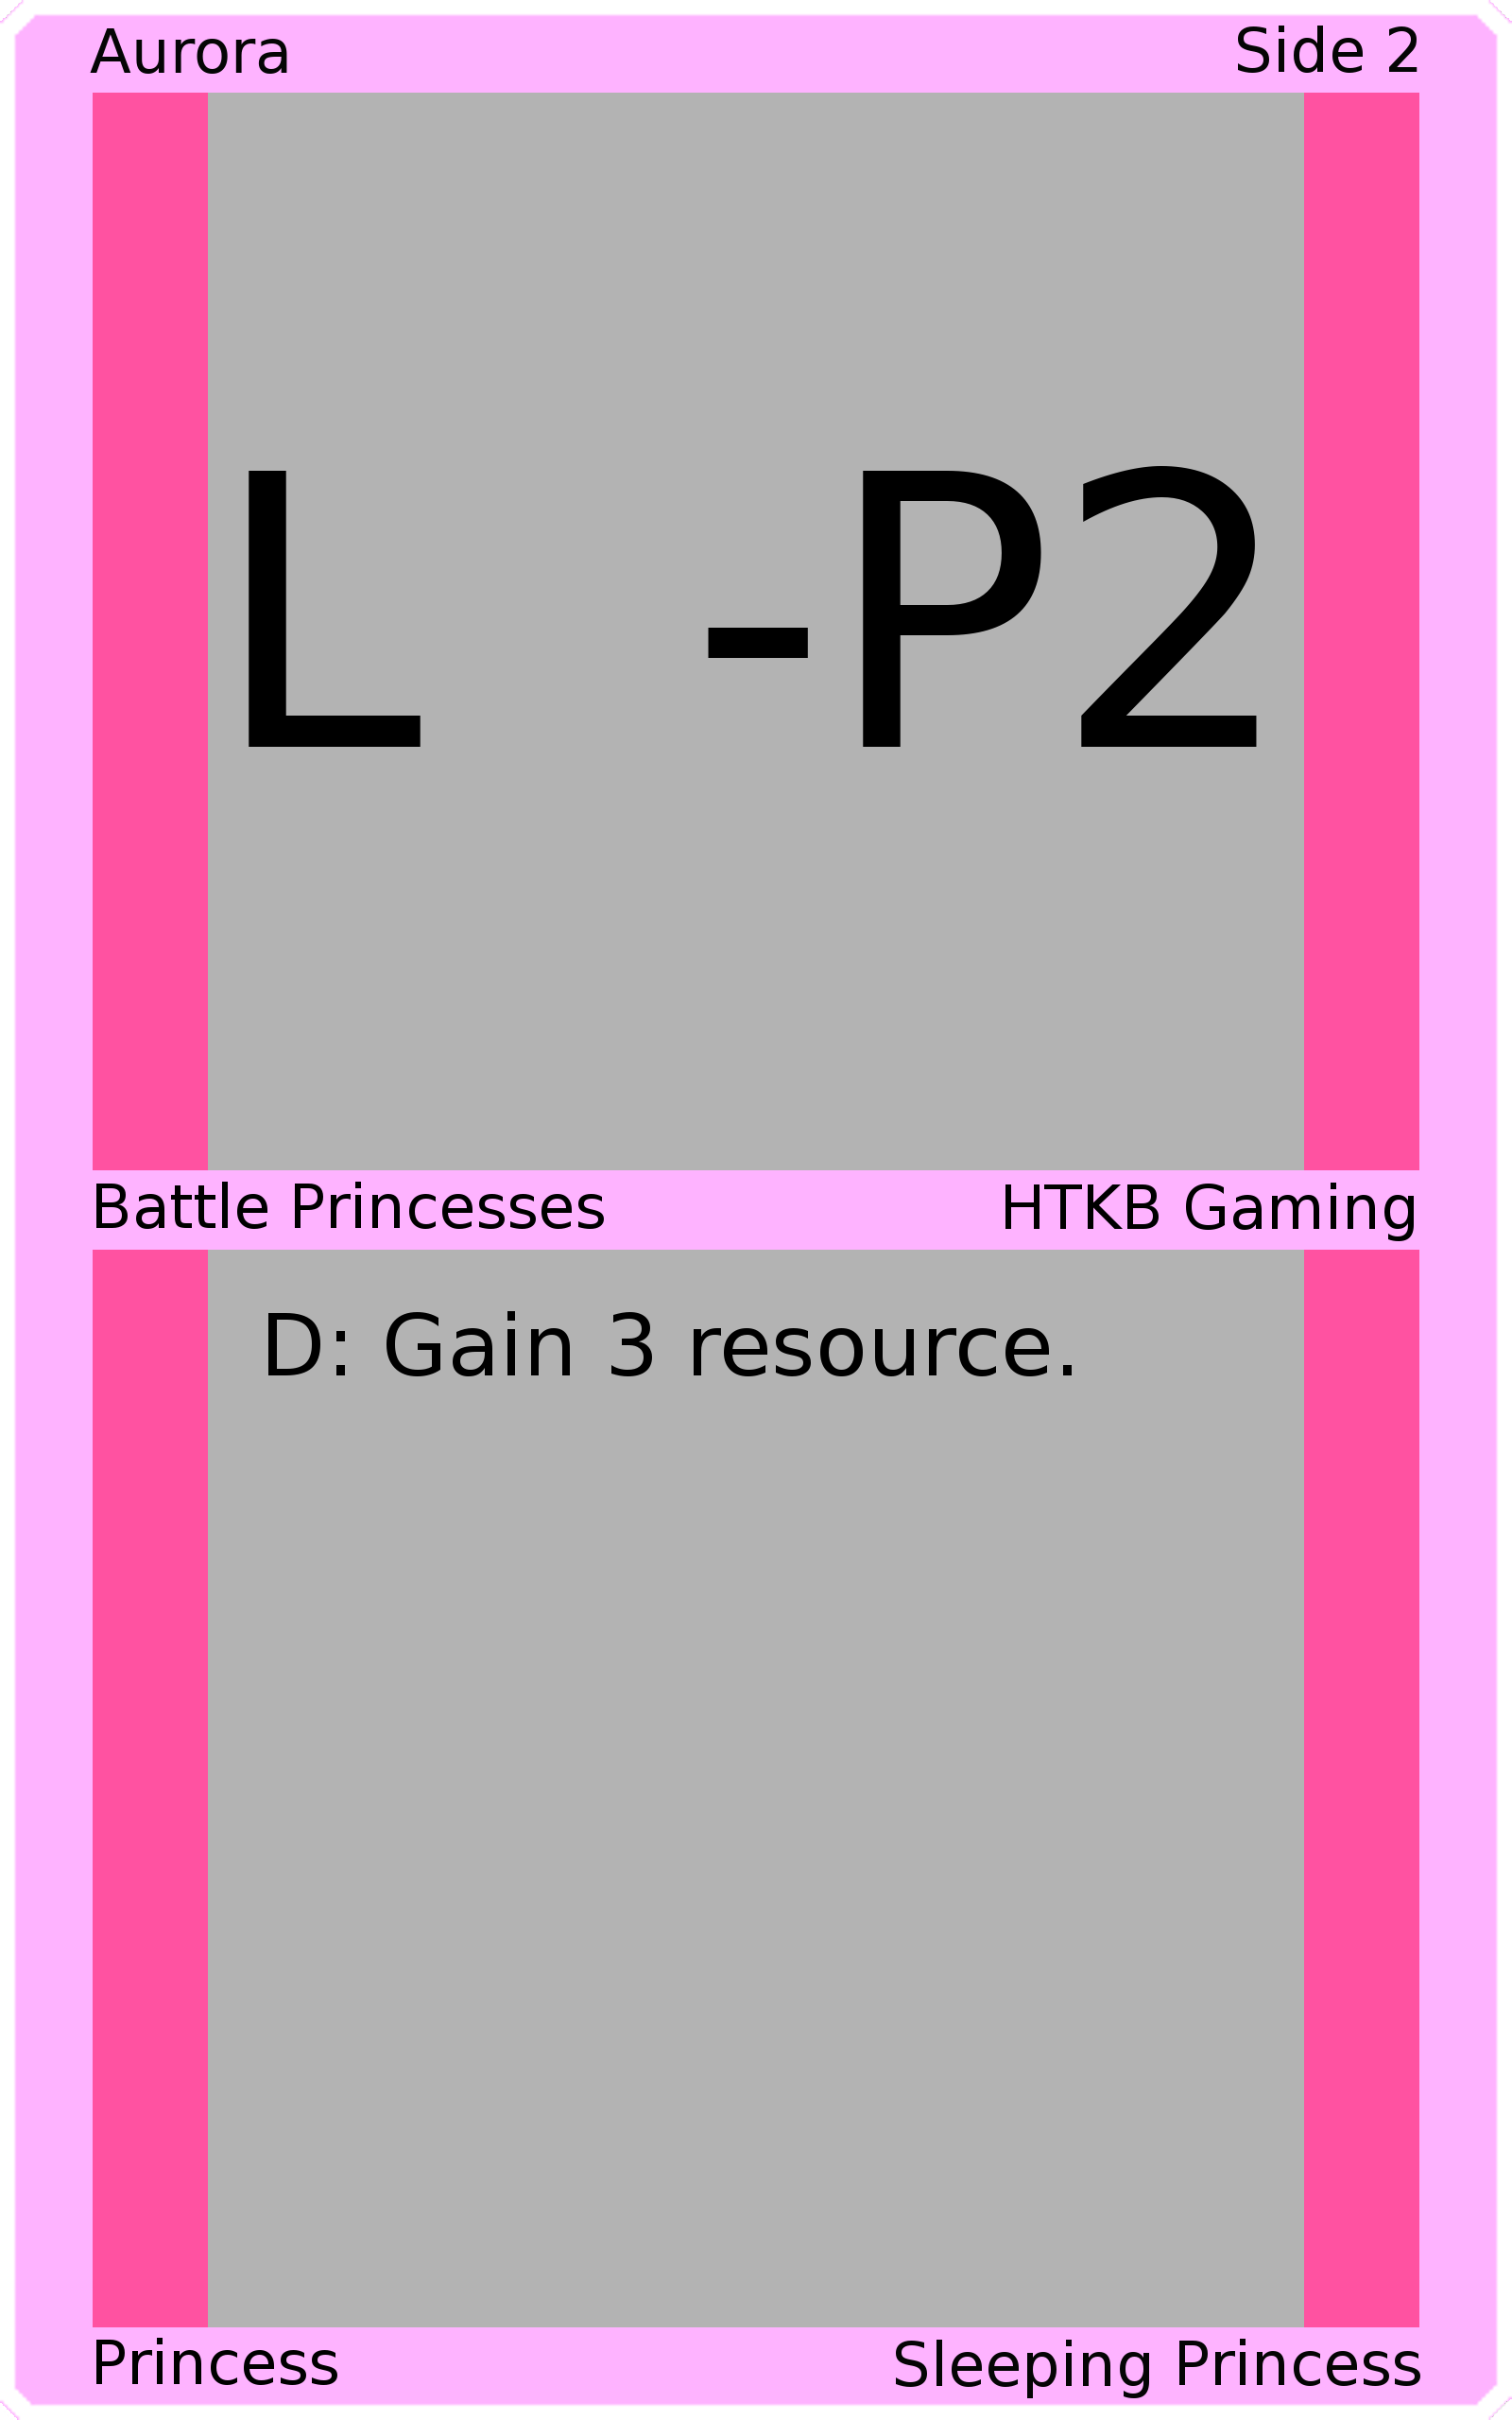 Aurora Side 2
L -P2
Battle Princesses HTKB Gaming
D: Gain 3 resource.
Princess Sleeping Princess